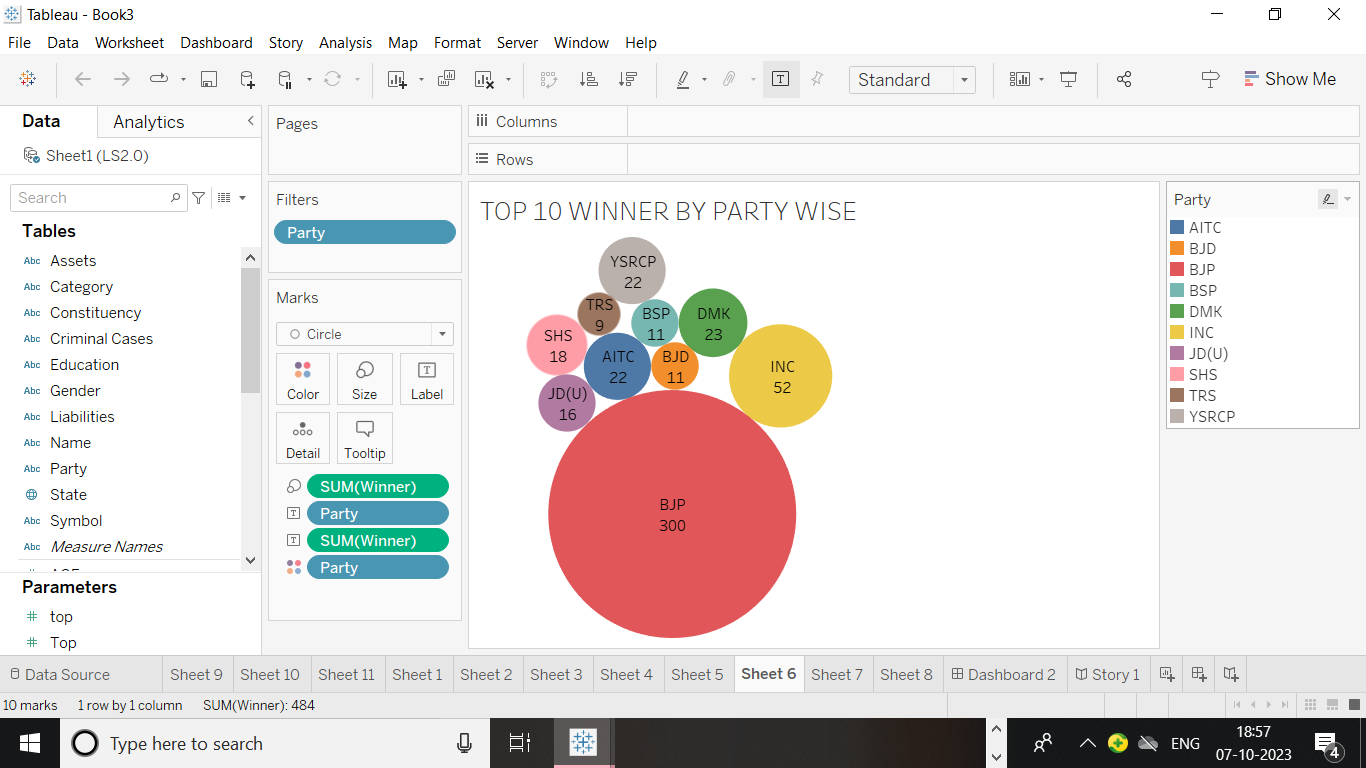 Tableau - Book3
File Data Worksheet Dashboard Story Analysis Map Format Server Window Help
Standard
Show Me
Data Analytics
Sheet1 (LS2.0)
Search
Tables
Abc Assets
Abc Category
Abc Constituency
Abc Criminal Cases
Abc Education
Abc Gender
Abc Liabilities
Abc Name
Abc Party
State
Abc Symbol
Abc Measure Names
Parameters
# top
# Top
Pages
Filters
Party
Marks
Circle
Color Size Label
Detail Tooltip
SUM(Winner)
Party
SUM(Winner)
Party
Columns
Rows
TOP 10 WINNER BY PARTY WISE
YSRCP
22
TRS
9
BSP
11
DMK
23
SHS
18
AITC
22
BJD
11
INC
52
JD(U)
16
BJP
300
Party
AITC
BJD
BJP
BSP
DMK
INC
JD(U)
SHS
TRS
YSRCP
Data Source Sheet 9 Sheet 10 Sheet 11 Sheet 1 Sheet 2 Sheet 3 Sheet 4 Sheet 5 Sheet 6 Sheet 7 Sheet 8 Dashboard 2 Story 1
10 marks 1 row by 1 column SUM(Winner): 484
Type here to search
ENG
18:57
07-10-2023
4